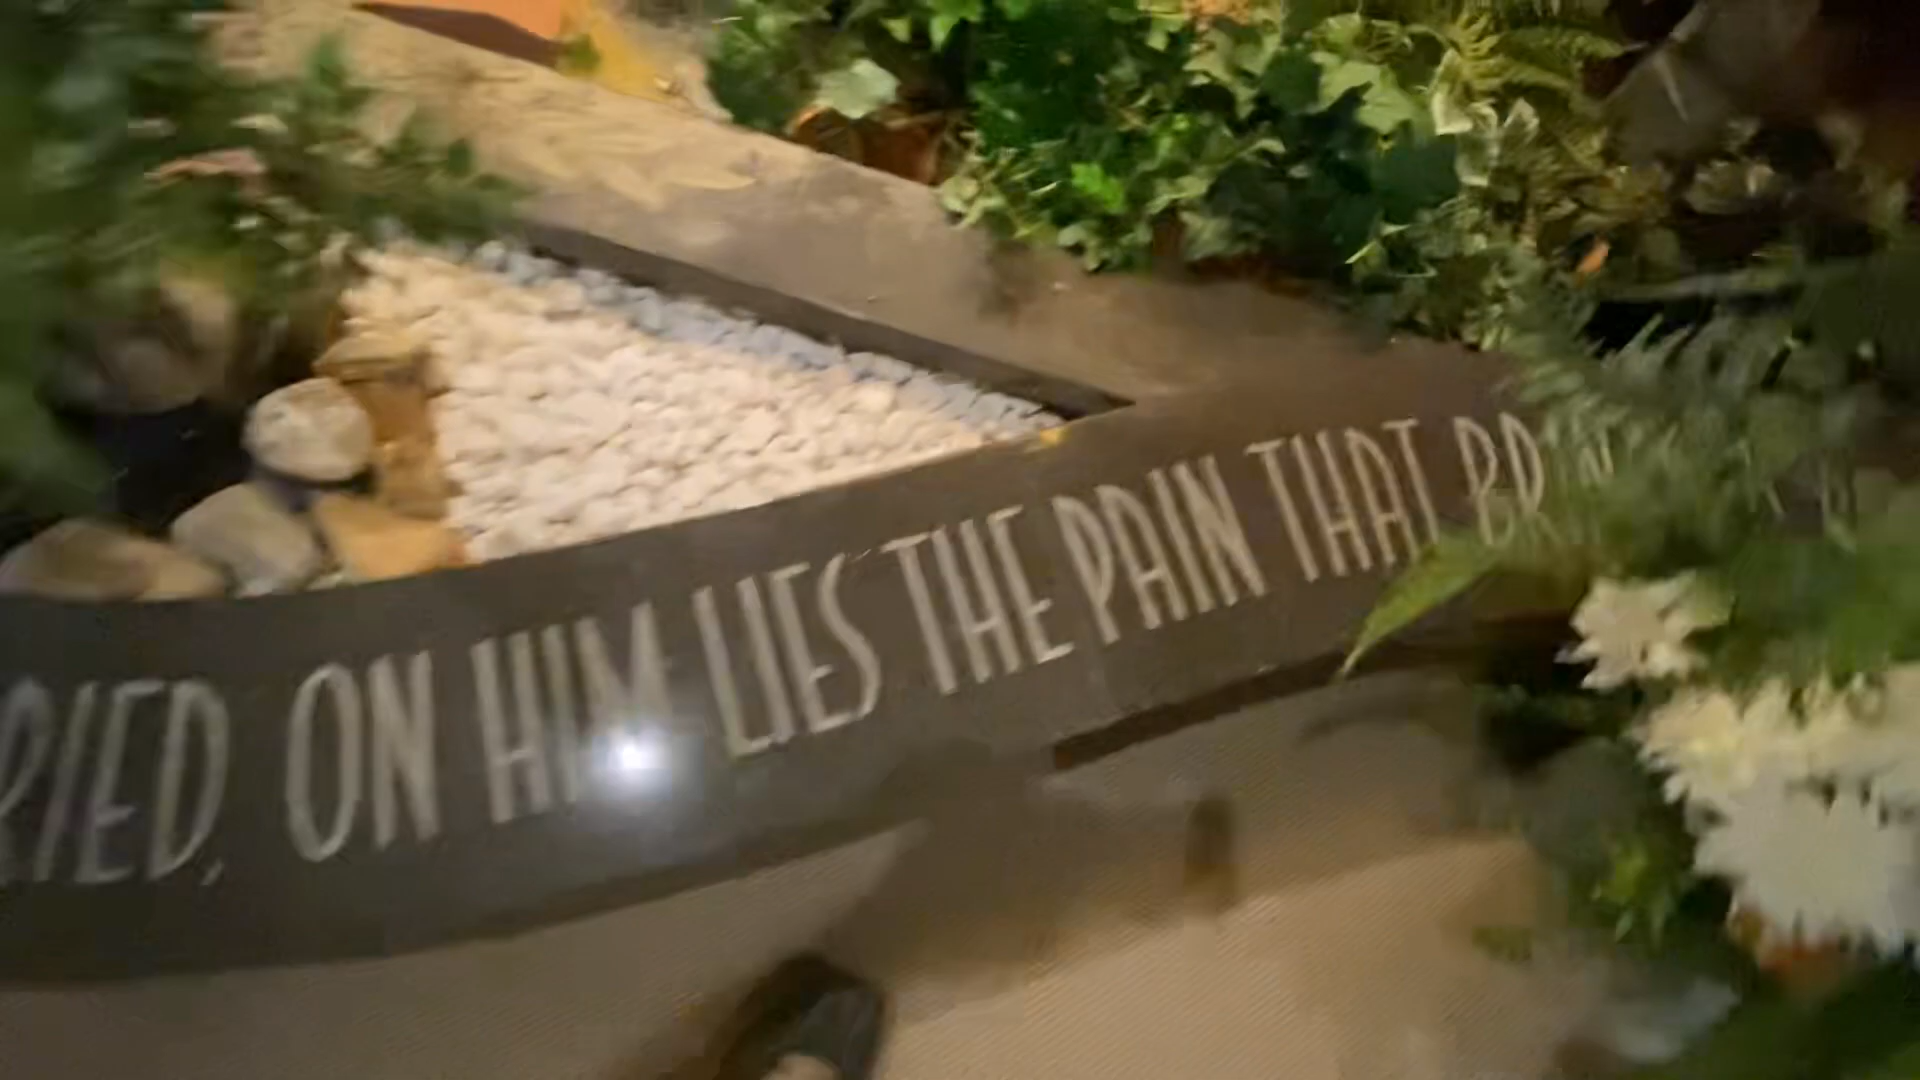 RIED, ON HIM LIES THE PAIN THAT